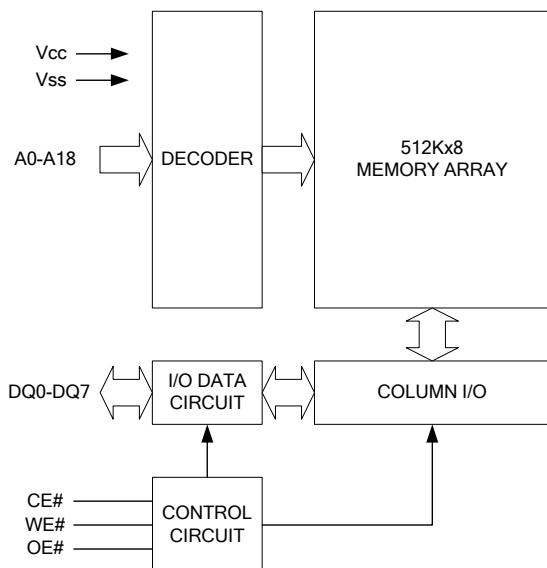 Vcc
Vss
A0-A18
DECODER
512Kx8
MEMORY ARRAY
DQ0-DQ7
I/O DATA
CIRCUIT
COLUMN I/O
CE#
WE#
OE#
CONTROL
CIRCUIT